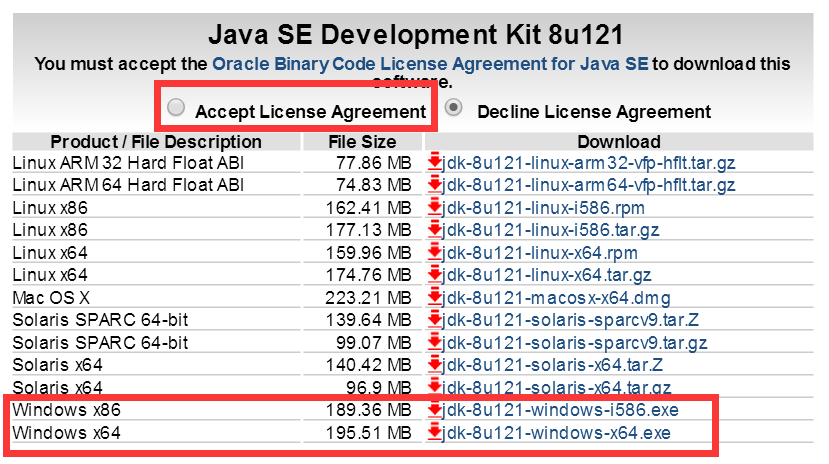 Java SE Development Kit 8u121
You must accept the Oracle Binary Code License Agreement for Java SE to download this
software.
Accept License Agreement Decline License Agreement
Product / File Description File Size Download
Linux ARM 32 Hard Float ABI 77.86 MB jdk-8u121-linux-arm32-vfp-hflt.tar.gz
Linux ARM 64 Hard Float ABI 74.83 MB jdk-8u121-linux-arm64-vfp-hflt.tar.gz
Linux x86 162.41 MB jdk-8u121-linux-i586.rpm
Linux x86 177.13 MB jdk-8u121-linux-i586.tar.gz
Linux x64 159.96 MB jdk-8u121-linux-x64.rpm
Linux x64 174.76 MB jdk-8u121-linux-x64.tar.gz
Mac OS X 223.21 MB jdk-8u121-macosx-x64.dmg
Solaris SPARC 64-bit 139.64 MB jdk-8u121-solaris-sparcv9.tar.Z
Solaris SPARC 64-bit 99.07 MB jdk-8u121-solaris-sparcv9.tar.gz
Solaris x64 140.42 MB jdk-8u121-solaris-x64.tar.Z
Solaris x64 96.9 MB jdk-8u121-solaris-x64.tar.gz
Windows x86 189.36 MB jdk-8u121-windows-i586.exe
Windows x64 195.51 MB jdk-8u121-windows-x64.exe